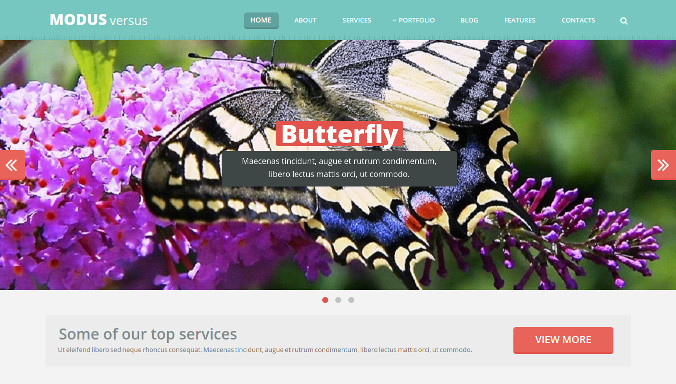 MODUS versus
HOME ABOUT SERVICES PORTFOLIO BLOG FEATURES CONTACTS
Butterfly
Maecenas tincidunt, augue et rutrum condimentum,
libero lectus mattis orci, ut commodo.
Some of our top services
Ut eleifend libero sed neque rhoncus consequat. Maecenas tincidunt, augue et rutrum condimentum, libero lectus mattis orci, ut commodo.
VIEW MORE